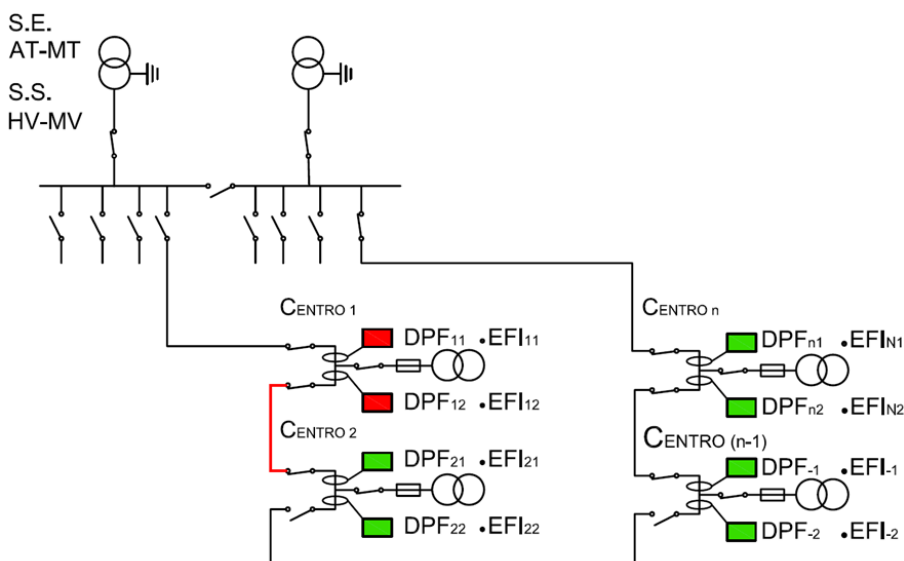 S.E.
AT-MT
S.S.
HV-MV
CENTRO 1
DPF11 .EFI11
DPF12 .EFI12
CENTRO 2
DPF21 .EFI21
DPF22 .EFI22
CENTRO n
DPFn1 .EFIN1
DPFn2 .EFIN2
CENTRO (n-1)
DPF-1 .EFI-1
DPF-2 .EFI-2